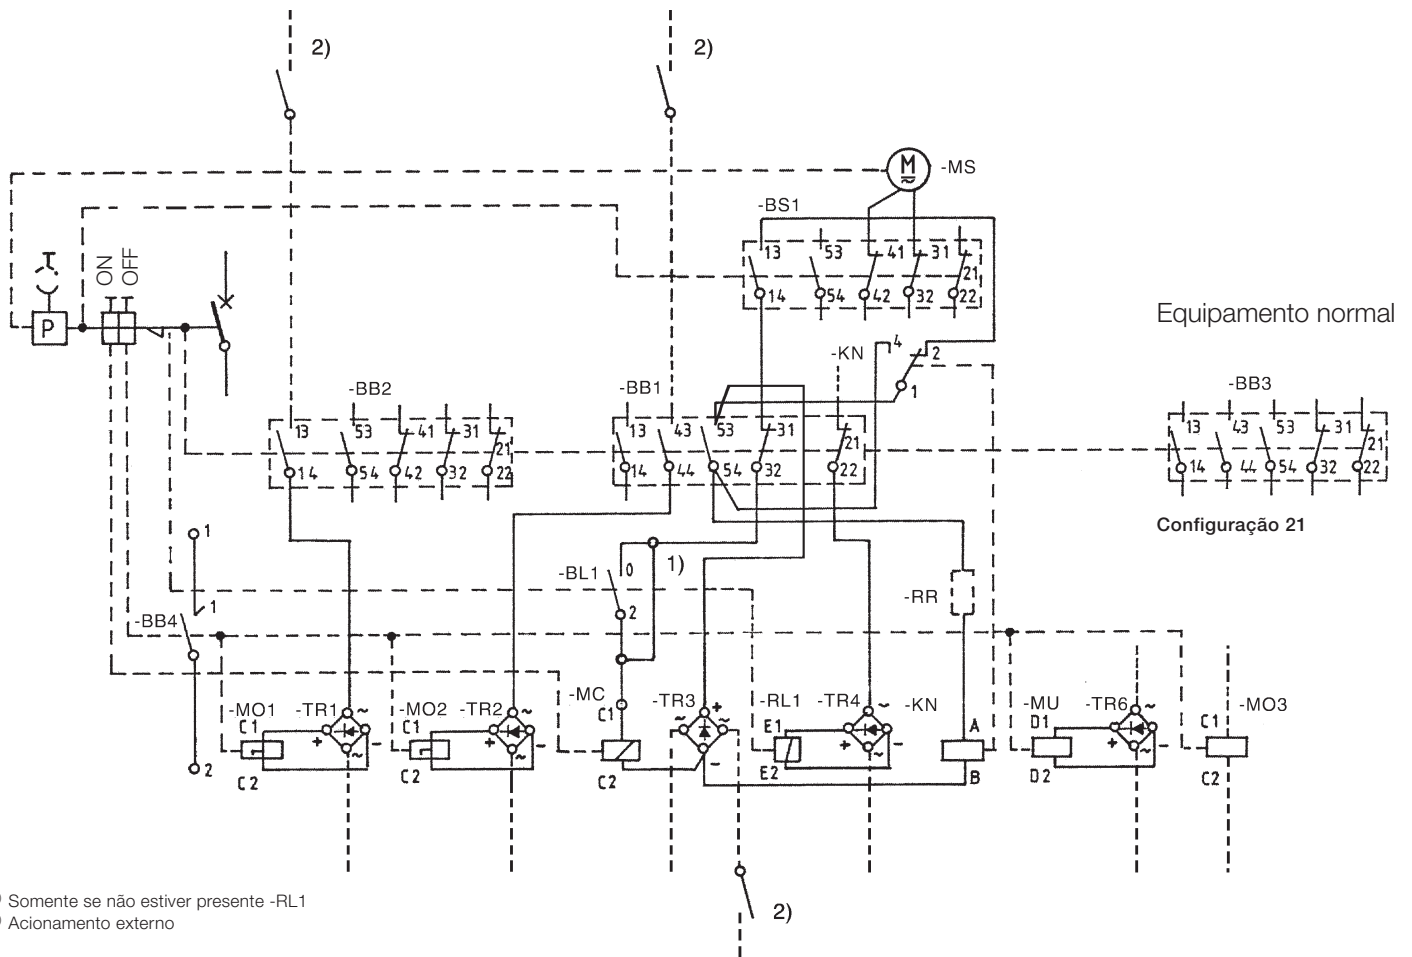 2) 2)
M
≂
-MS
-BS1
ON
OFF
13 53 41 31 21
14 54 42 32 22
P
Equipamento normal
-KN
4 2
1
-BB2 -BB1 -BB3
13 53 41 31 21
14 54 42 32 22
13 43 53 31 21
14 44 54 32 22
13 43 53 31 21
14 44 54 32 22
Configuração 21
1
1)
-BL1 0
-RR
1
2
-BB4
-MO1 -TR1 ~
C1
+ ~ -
C2
-MO2 -TR2 ~
C1
+ ~ -
C2
-MC
C1
C2
-TR3 +
~ ~
-
-RL1 -TR4 ~
E1
+ ~ -
E2
-KN
A
B
-MU -TR6 ~
D1
+ ~ -
D2
C1 -MO3
C2
2
) Somente se não estiver presente -RL1
) Acionamento externo
2)